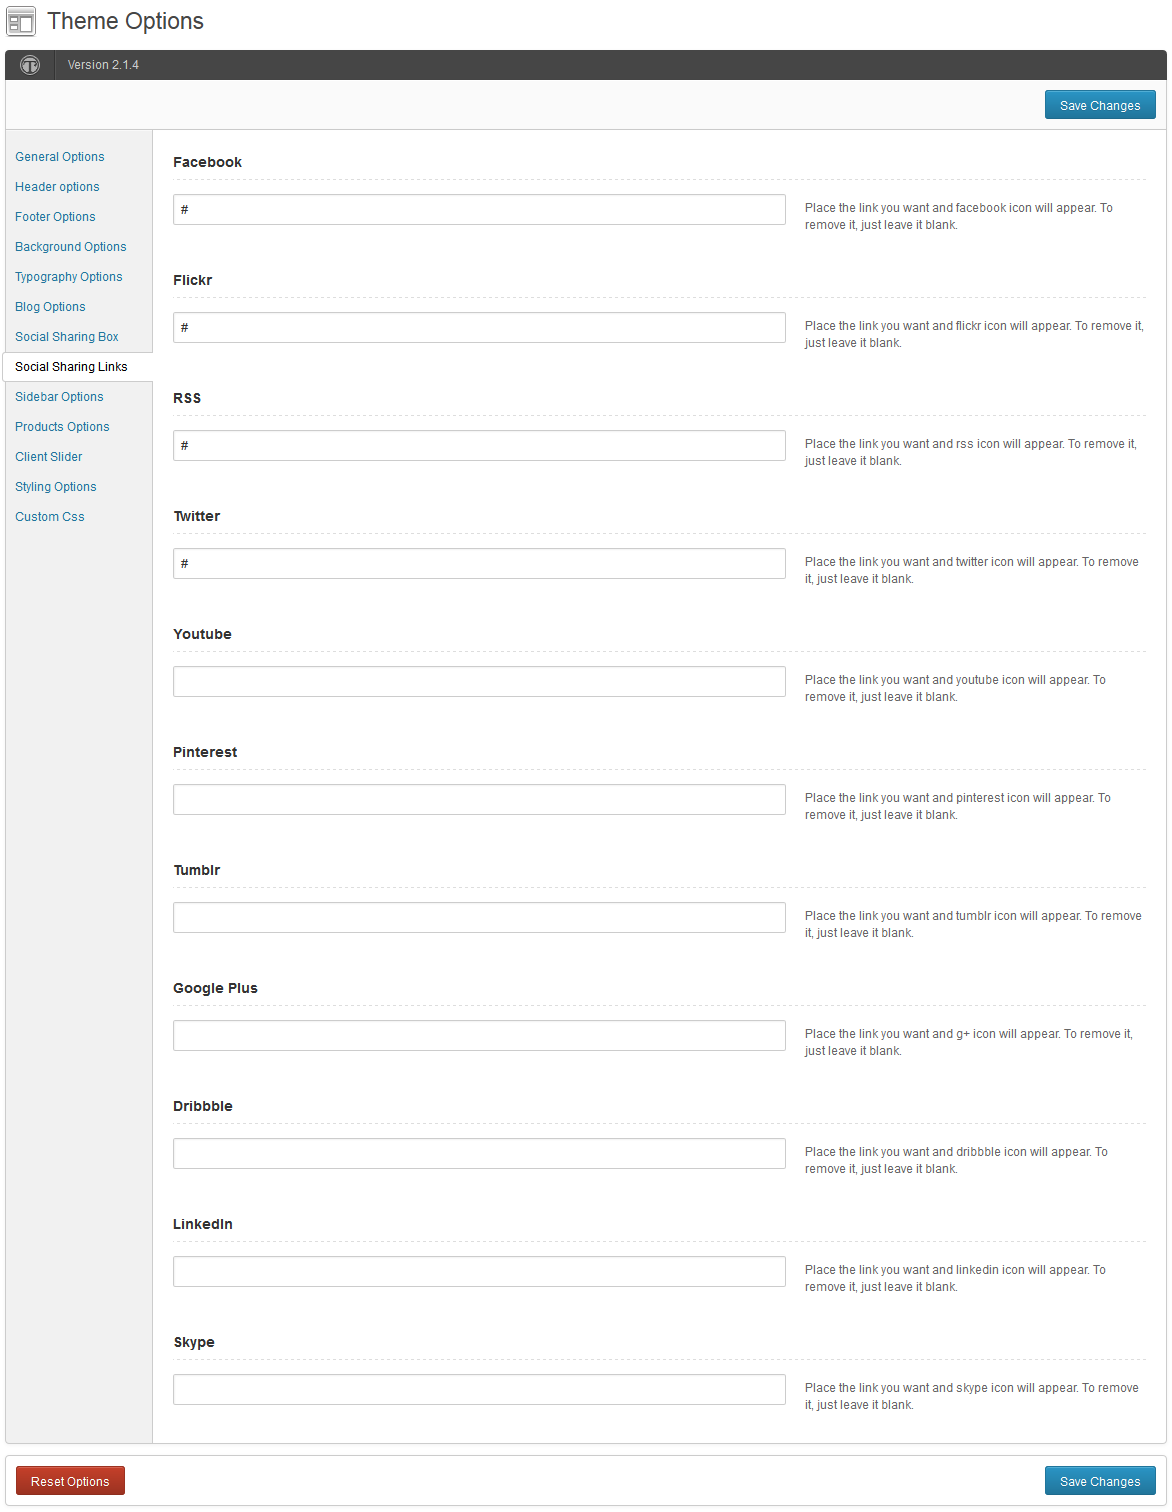 Theme Options
Version 2.1.4
Save Changes
General Options
Header options
Footer Options
Background Options
Typography Options
Blog Options
Social Sharing Box
Social Sharing Links
Sidebar Options
Products Options
Client Slider
Styling Options
Custom Css
Facebook
#
Place the link you want and facebook icon will appear. To
remove it, just leave it blank.
Flickr
#
Place the link you want and flickr icon will appear. To remove it,
just leave it blank.
RSS
#
Place the link you want and rss icon will appear. To remove it,
just leave it blank.
Twitter
#
Place the link you want and twitter icon will appear. To remove
it, just leave it blank.
Youtube
Place the link you want and youtube icon will appear. To
remove it, just leave it blank.
Pinterest
Place the link you want and pinterest icon will appear. To
remove it, just leave it blank.
Tumblr
Place the link you want and tumblr icon will appear. To remove
it, just leave it blank.
Google Plus
Place the link you want and g+ icon will appear. To remove it,
just leave it blank.
Dribbble
Place the link you want and dribbble icon will appear. To
remove it, just leave it blank.
LinkedIn
Place the link you want and linkedin icon will appear. To
remove it, just leave it blank.
Skype
Place the link you want and skype icon will appear. To remove
it, just leave it blank.
Reset Options
Save Changes